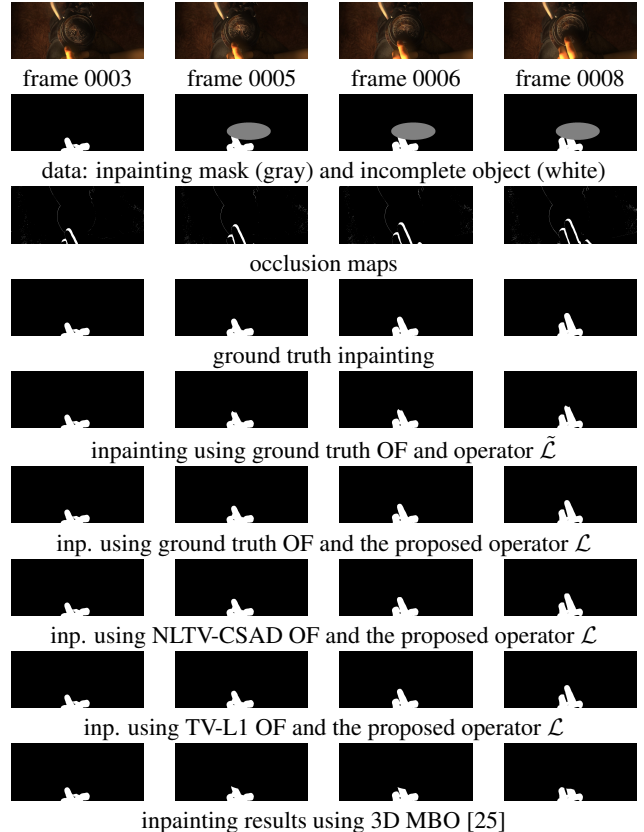 frame 0003 frame 0005 frame 0006 frame 0008
data: inpainting mask (gray) and incomplete object (white)
occlusion maps
ground truth inpainting
inpainting using ground truth OF and operator ℒ̃
inp. using ground truth OF and the proposed operator ℒ
inp. using NLTV-CSAD OF and the proposed operator ℒ
inp. using TV-L1 OF and the proposed operator ℒ
inpainting results using 3D MBO [25]